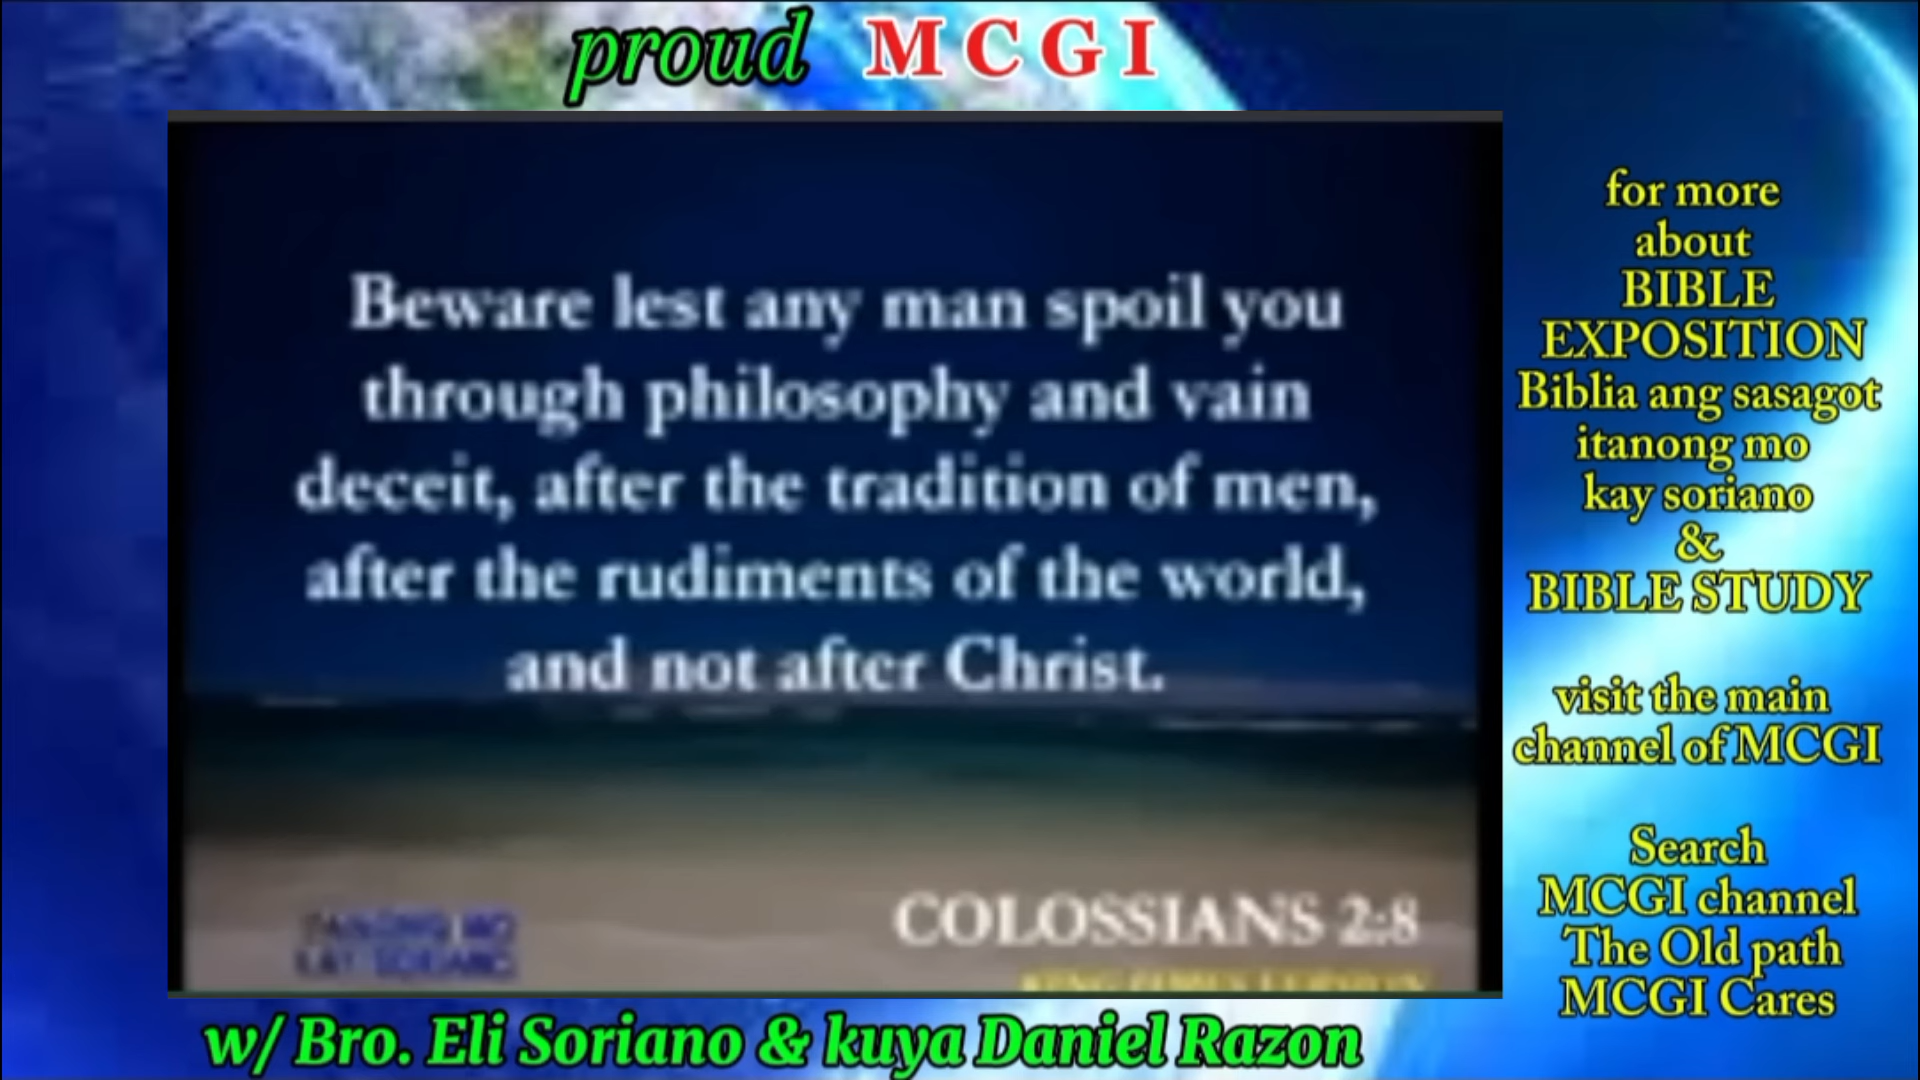 proud MCGI
Beware lest any man spoil you
through philosophy and vain
deceit, after the tradition of men,
after the rudiments of the world,
and not after Christ.
KAY SORIANO
COLOSSIANS 2:8
w/ Bro. Eli Soriano & kuya Daniel Razon
for more
about
BIBLE
EXPOSITION
Biblia ang sasagot
itanong mo
kay soriano
&
BIBLE STUDY
visit the main
channel of MCGI
Search
MCGI channel
The Old path
MCGI Cares